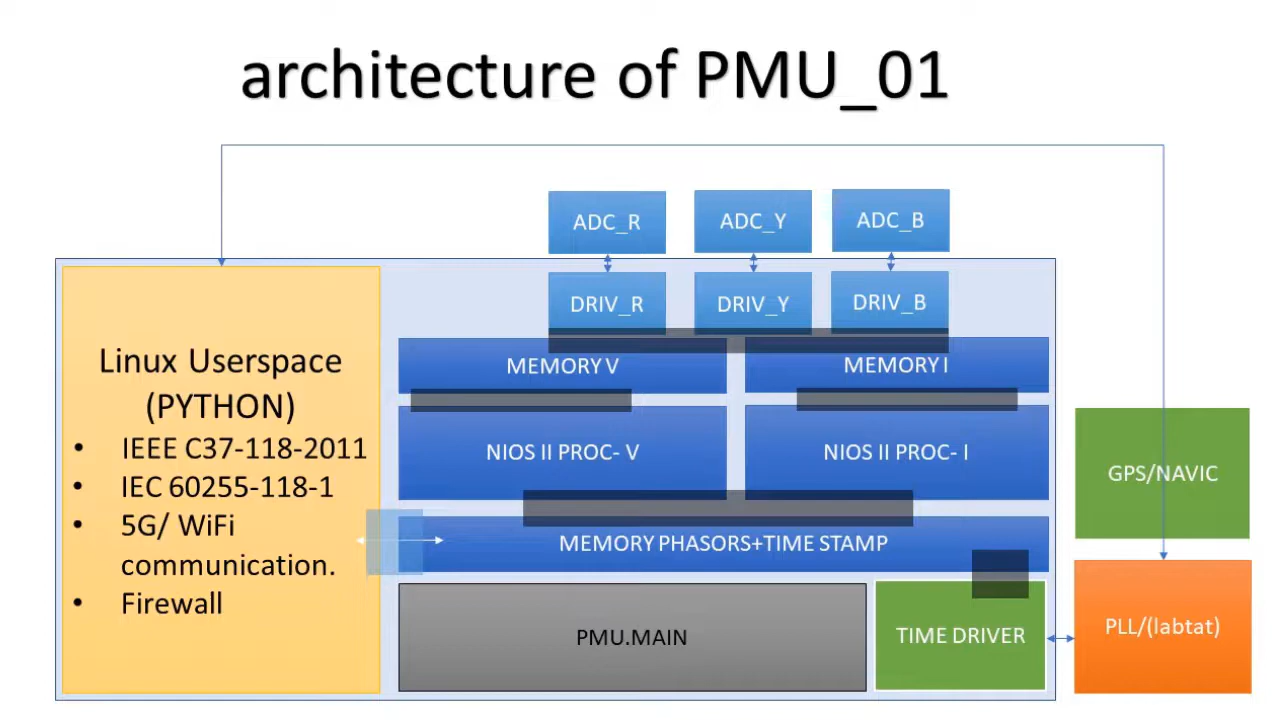 architecture of PMU_01
ADC_R
ADC_Y
ADC_B
DRIV_R
DRIV_Y
DRIV_B
Linux Userspace
(PYTHON)
• IEEE C37-118-2011
• IEC 60255-118-1
• 5G/ WiFi
communication.
• Firewall
MEMORY V
MEMORY I
NIOS II PROC- V
NIOS II PROC- I
MEMORY PHASORS+TIME STAMP
PMU.MAIN
TIME DRIVER
GPS/NAVIC
PLL/(labtat)